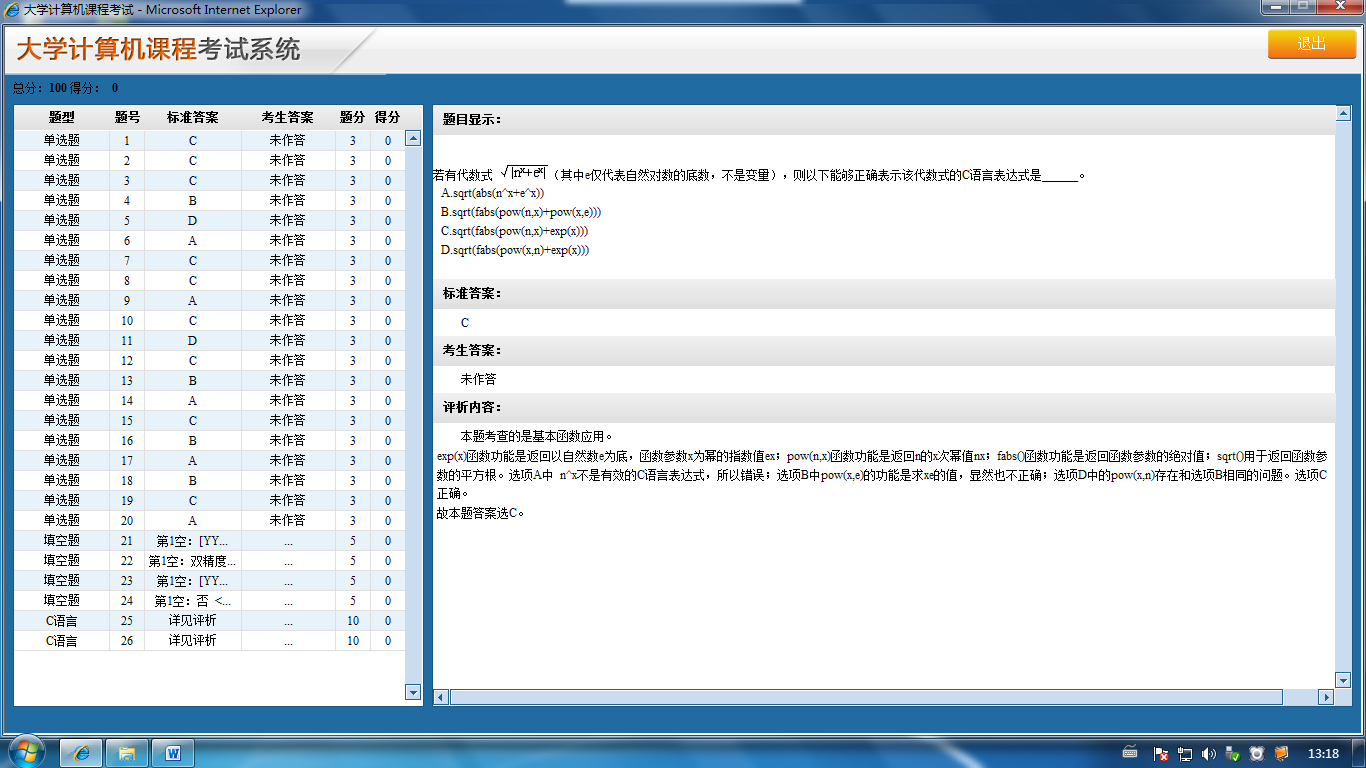 大学计算机课程考试 - Microsoft Internet Explorer
大学计算机课程考试系统
退出
总分：100 得分： 0
题型 题号 标准答案 考生答案 题分 得分
单选题 1 C 未作答 3 0
单选题 2 C 未作答 3 0
单选题 3 C 未作答 3 0
单选题 4 B 未作答 3 0
单选题 5 D 未作答 3 0
单选题 6 A 未作答 3 0
单选题 7 C 未作答 3 0
单选题 8 C 未作答 3 0
单选题 9 A 未作答 3 0
单选题 10 C 未作答 3 0
单选题 11 D 未作答 3 0
单选题 12 C 未作答 3 0
单选题 13 B 未作答 3 0
单选题 14 A 未作答 3 0
单选题 15 C 未作答 3 0
单选题 16 B 未作答 3 0
单选题 17 A 未作答 3 0
单选题 18 B 未作答 3 0
单选题 19 C 未作答 3 0
单选题 20 A 未作答 3 0
填空题 21 第1空：[YY... ... 5 0
填空题 22 第1空：双精度... ... 5 0
填空题 23 第1空：[YY... ... 5 0
填空题 24 第1空：否 <... ... 5 0
C语言 25 详见评析 ... 10 0
C语言 26 详见评析 ... 10 0
题目显示：
若有代数式 √|nˣ+eˣ|（其中e仅代表自然对数的底数，不是变量），则以下能够正确表示该代数式的C语言表达式是______。
A.sqrt(abs(n^x+e^x))
B.sqrt(fabs(pow(n,x)+pow(x,e)))
C.sqrt(fabs(pow(n,x)+exp(x)))
D.sqrt(fabs(pow(x,n)+exp(x)))
标准答案：
C
考生答案：
未作答
评析内容：
本题考查的是基本函数应用。
exp(x)函数功能是返回以自然数e为底，函数参数x为幂的指数值ex；pow(n,x)函数功能是返回n的x次幂值nx；fabs()函数功能是返回函数参数的绝对值；sqrt()用于返回函数参
数的平方根。选项A中 n^x不是有效的C语言表达式，所以错误；选项B中pow(x,e)的功能是求xe的值，显然也不正确；选项D中的pow(x,n)存在和选项B相同的问题。选项C
正确。
故本题答案选C。
13:18